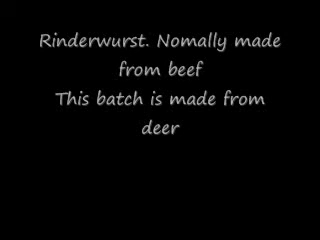 Rinderwurst. Nomally made
from beef
This batch is made from
deer